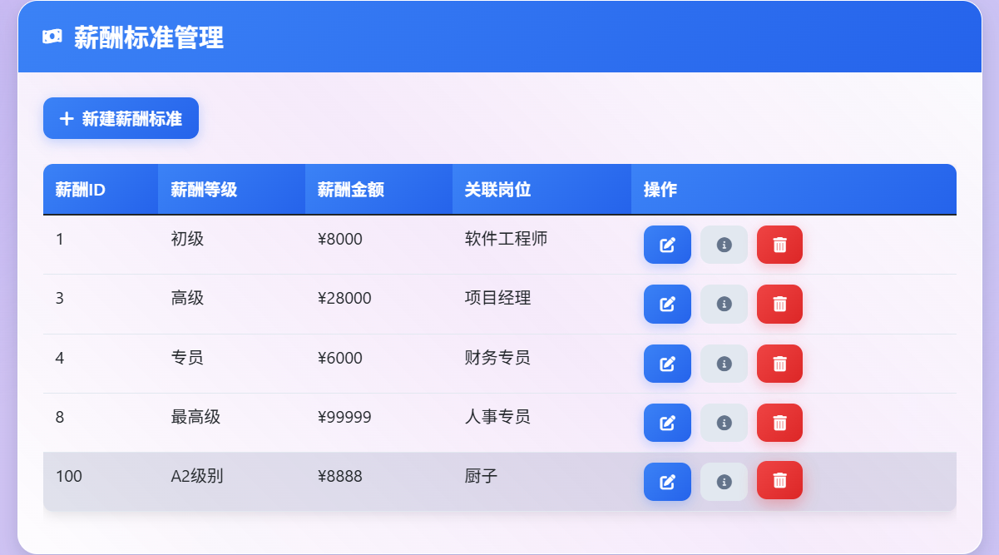 薪酬标准管理
新建薪酬标准
薪酬ID 薪酬等级 薪酬金额 关联岗位 操作
1 初级 ¥8000 软件工程师
3 高级 ¥28000 项目经理
4 专员 ¥6000 财务专员
8 最高级 ¥99999 人事专员
100 A2级别 ¥8888 厨子